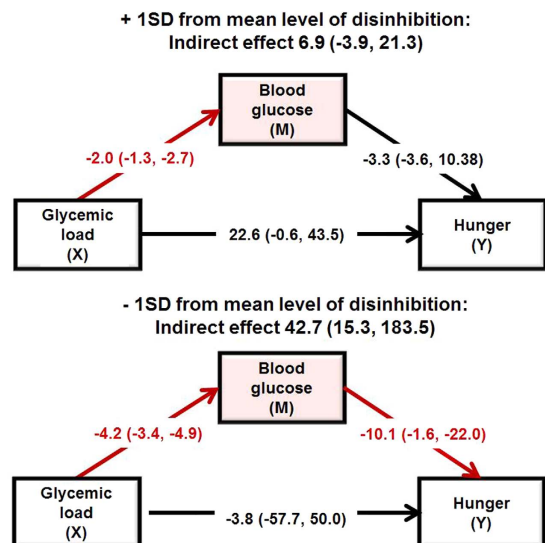 + 1SD from mean level of disinhibition:
Indirect effect 6.9 (-3.9, 21.3)
Blood
glucose
(M)
-2.0 (-1.3, -2.7)
-3.3 (-3.6, 10.38)
Glycemic
load
(X)
22.6 (-0.6, 43.5)
Hunger
(Y)
- 1SD from mean level of disinhibition:
Indirect effect 42.7 (15.3, 183.5)
Blood
glucose
(M)
-4.2 (-3.4, -4.9)
-10.1 (-1.6, -22.0)
Glycemic
load
(X)
-3.8 (-57.7, 50.0)
Hunger
(Y)